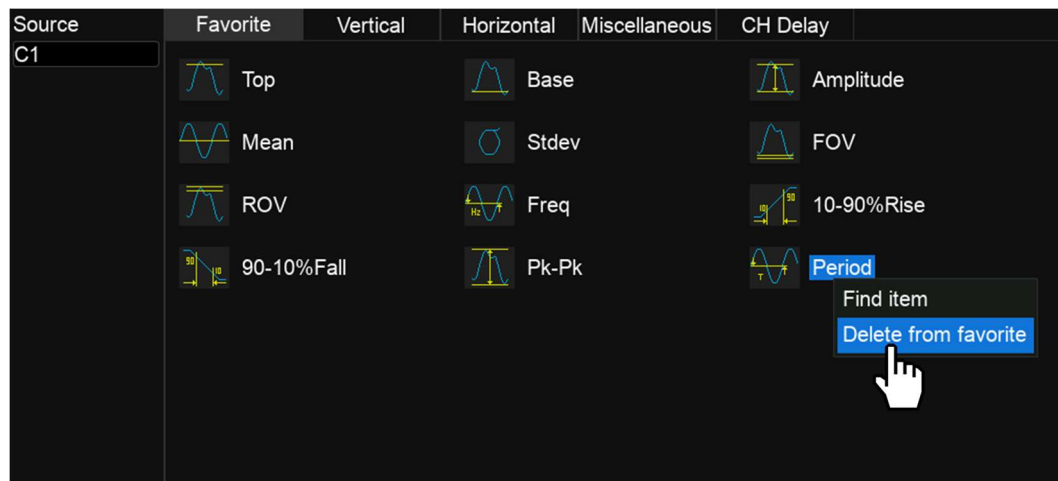 Source
Favorite Vertical Horizontal Miscellaneous CH Delay
C1
Top Base Amplitude
Mean Stdev FOV
ROV Freq 10-90%Rise
90-10%Fall Pk-Pk Period
Find item
Delete from favorite